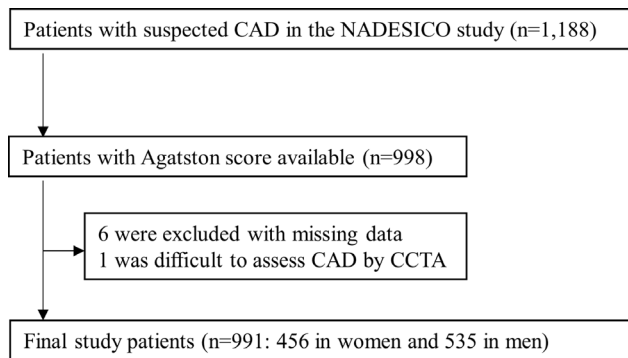 Patients with suspected CAD in the NADESICO study (n=1,188)
Patients with Agatston score available (n=998)
6 were excluded with missing data
1 was difficult to assess CAD by CCTA
Final study patients (n=991: 456 in women and 535 in men)